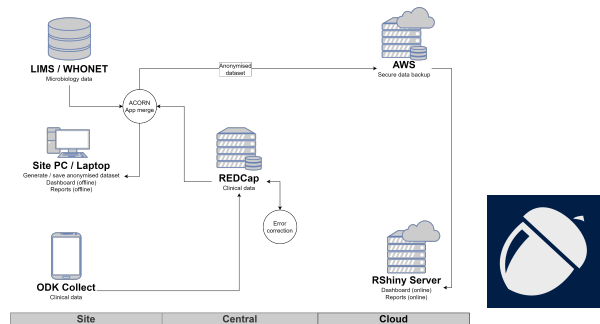 LIMS / WHONET
Microbiology data
Anonymised
dataset
AWS
Secure data backup
ACORN
App merge
Site PC / Laptop
Generate / save anonymised dataset
Dashboard (offline)
Reports (offline)
REDCap
Clinical data
Error
correction
ODK Collect
Clinical data
RShiny Server
Dashboard (online)
Reports (online)
Site
Central
Cloud